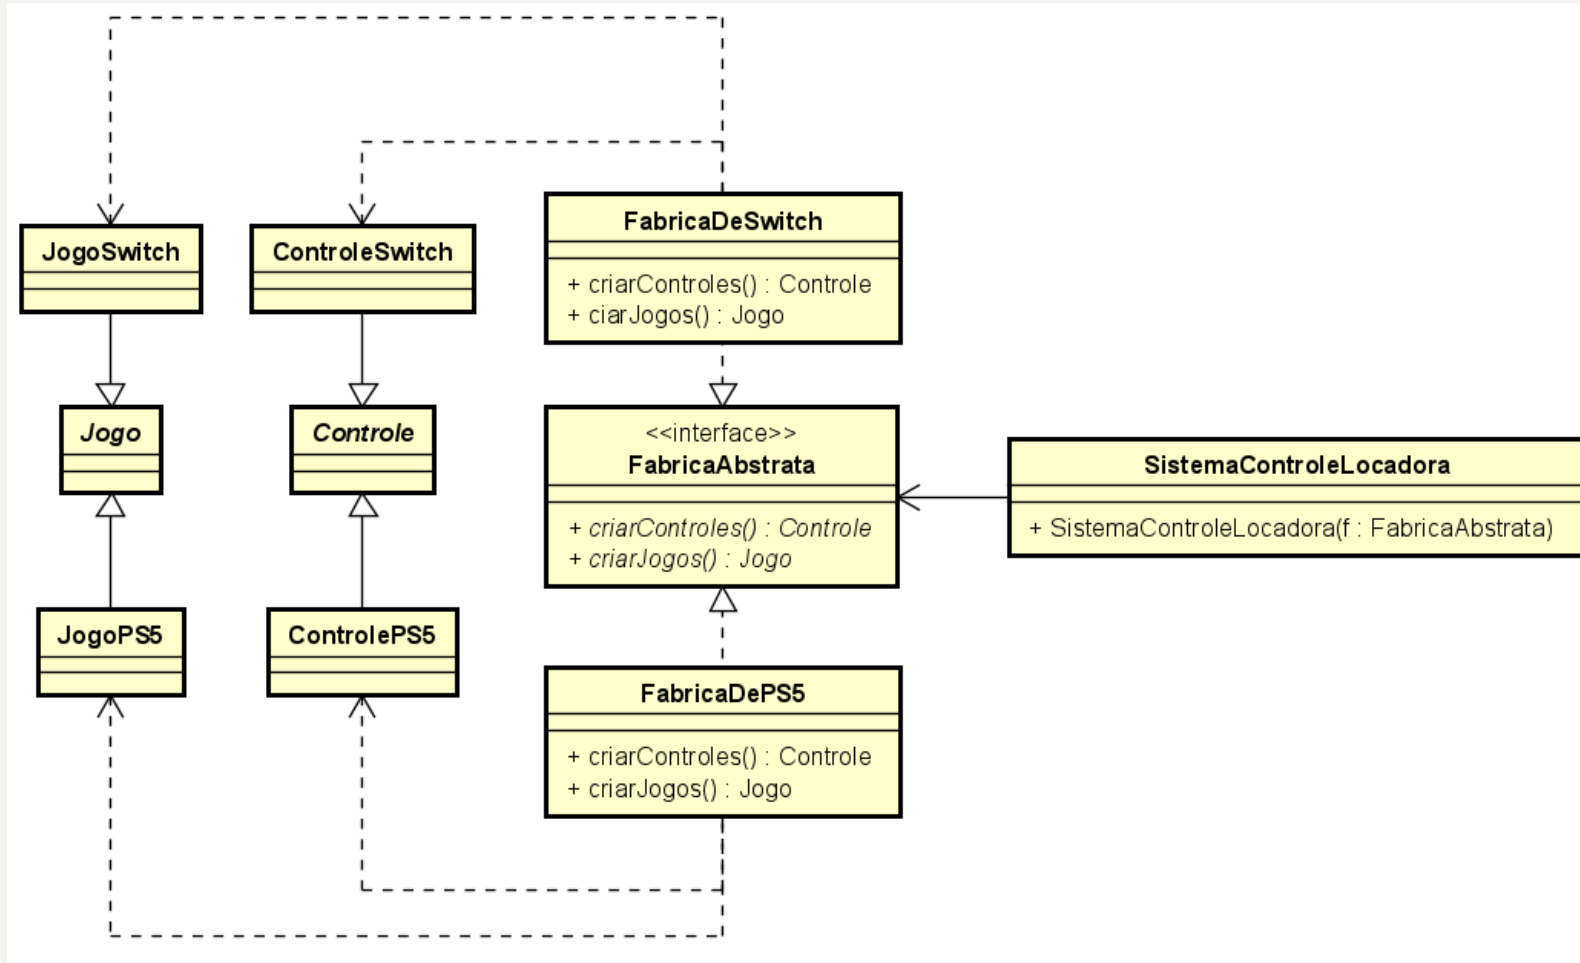 FabricaDeSwitch
+ criarControles() : Controle
+ ciarJogos() : Jogo
JogoSwitch
ControleSwitch
Jogo
Controle
<<interface>>
FabricaAbstrata
+ criarControles() : Controle
+ criarJogos() : Jogo
SistemaControleLocadora
+ SistemaControleLocadora(f : FabricaAbstrata)
JogoPS5
ControlePS5
FabricaDePS5
+ criarControles() : Controle
+ criarJogos() : Jogo